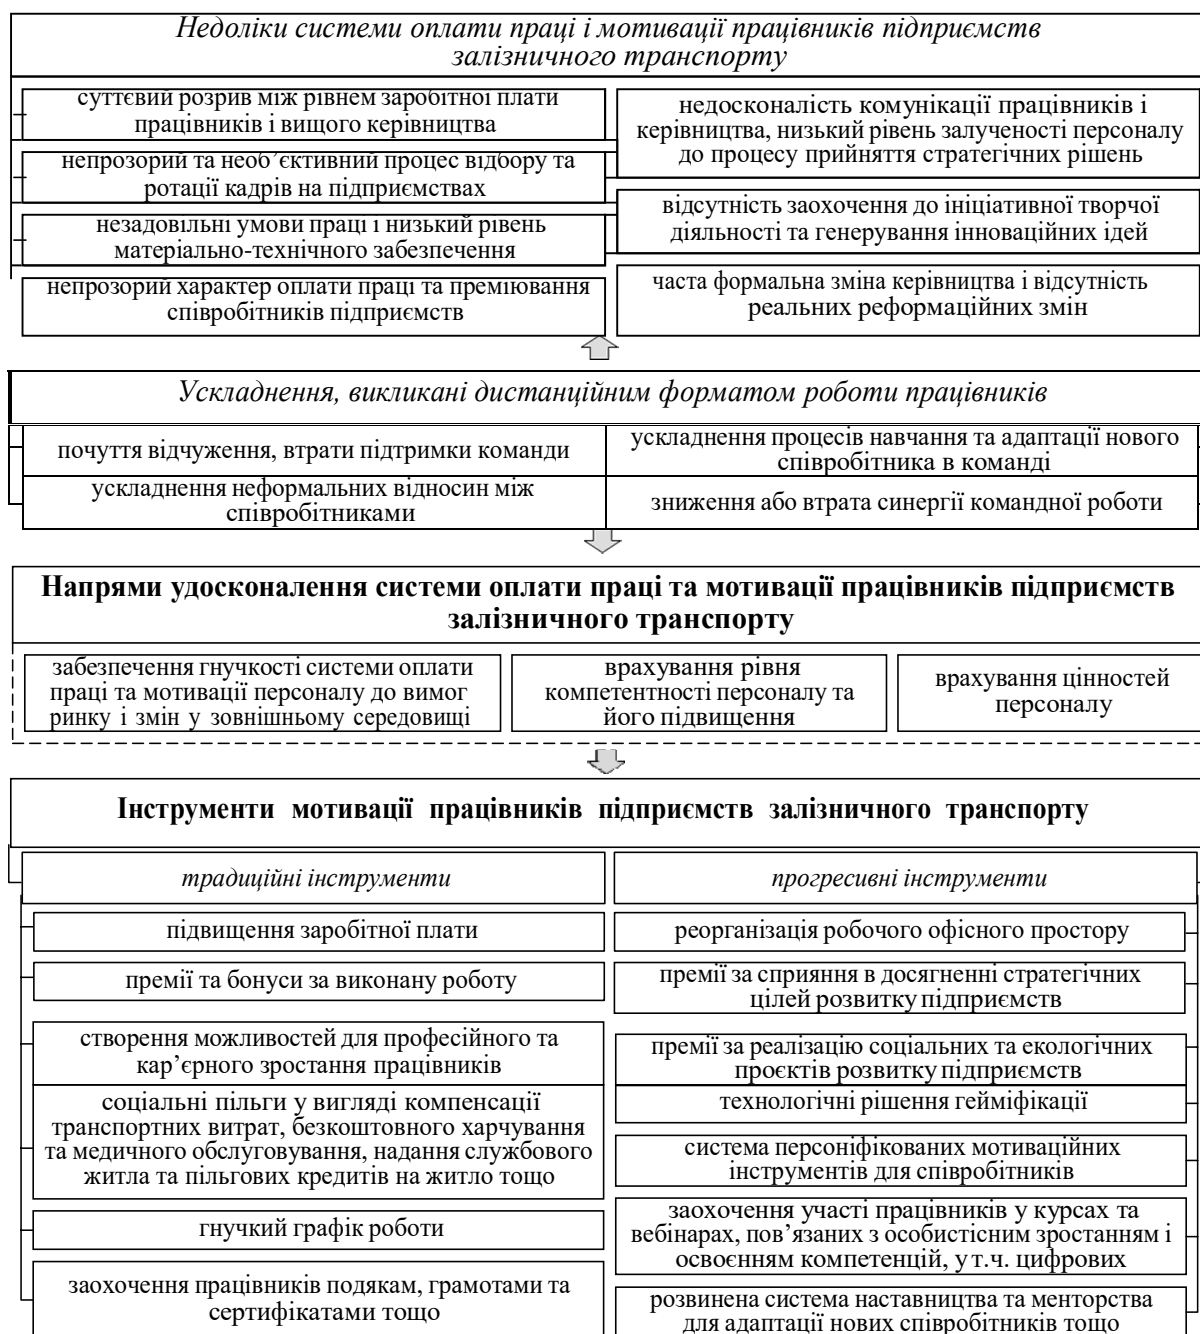 Недоліки системи оплати праці і мотивації працівників підприємств
залізничного транспорту
суттєвий розрив між рівнем заробітної плати
працівників і вищого керівництва
непрозорий та необ’єктивний процес відбору та
ротації кадрів на підприємствах
незадовільні умови праці і низький рівень
матеріально-технічного забезпечення
непрозорий характер оплати праці та преміювання
співробітників підприємств
недосконалість комунікації працівників і
керівництва, низький рівень залученості персоналу
до процесу прийняття стратегічних рішень
відсутність заохочення до ініціативної творчої
діяльності та генерування інноваційних ідей
часта формальна зміна керівництва і відсутність
реальних реформаційних змін
Ускладнення, викликані дистанційним форматом роботи працівників
почуття відчуження, втрати підтримки команди
ускладнення неформальних відносин між
співробітниками
ускладнення процесів навчання та адаптації нового
співробітника в команді
зниження або втрата синергії командної роботи
Напрями удосконалення системи оплати праці та мотивації працівників підприємств
залізничного транспорту
забезпечення гнучкості системи оплати
праці та мотивації персоналу до вимог
ринку і змін у зовнішньому середовищі
врахування рівня
компетентності персоналу та
його підвищення
врахування цінностей
персоналу
Інструменти мотивації працівників підприємств залізничного транспорту
традиційні інструменти
підвищення заробітної плати
премії та бонуси за виконану роботу
створення можливостей для професійного та
кар’єрного зростання працівників
соціальні пільги у вигляді компенсації
транспортних витрат, безкоштовного харчування
та медичного обслуговування, надання службового
житла та пільгових кредитів на житло тощо
гнучкий графік роботи
заохочення працівників подякам, грамотами та
сертифікатами тощо
прогресивні інструменти
реорганізація робочого офісного простору
премії за сприяння в досягненні стратегічних
цілей розвитку підприємств
премії за реалізацію соціальних та екологічних
проєктів розвитку підприємств
технологічні рішення гейміфікації
система персоніфікованих мотиваційних
інструментів для співробітників
заохочення участі працівників у курсах та
вебінарах, пов’язаних з особистісним зростанням і
освоєнням компетенцій, у т.ч. цифрових
розвинена система наставництва та менторства
для адаптації нових співробітників тощо